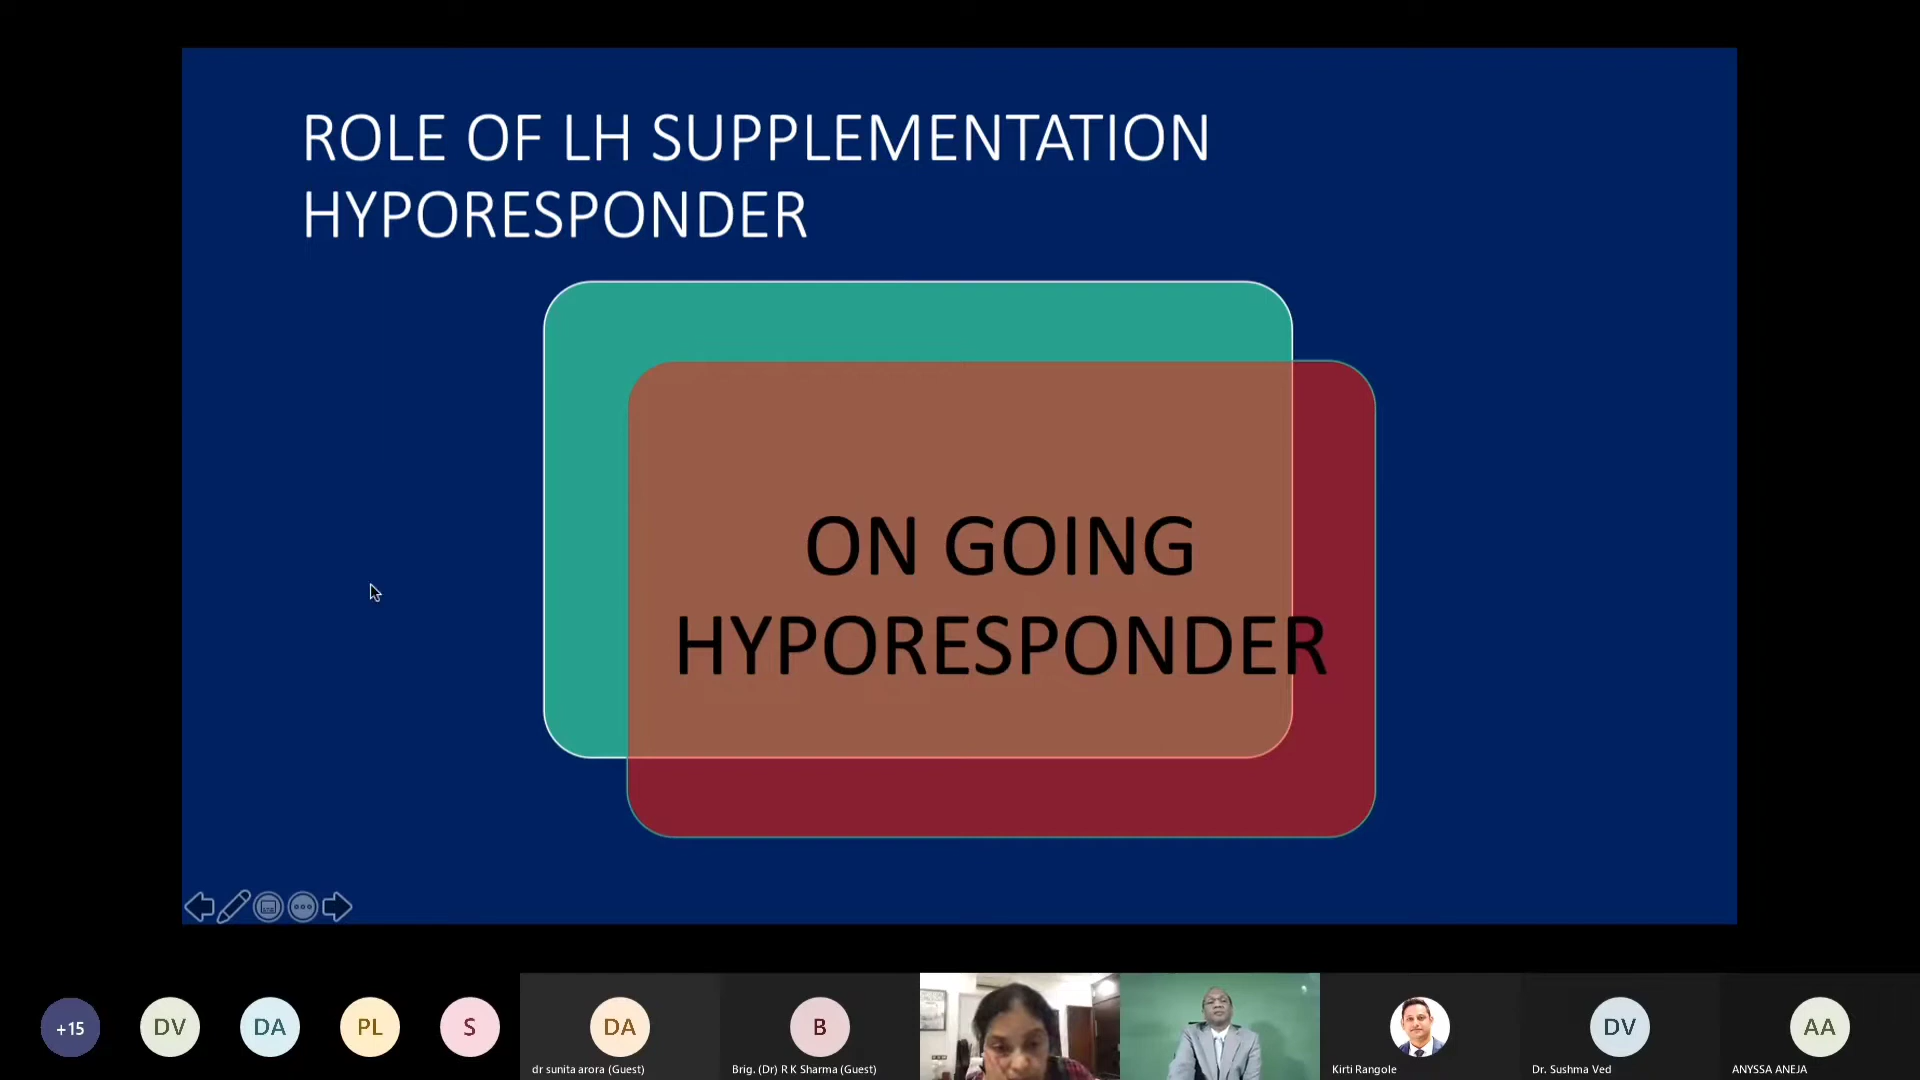 ROLE OF LH SUPPLEMENTATION
HYPORESPONDER
ON GOING
HYPORESPONDER
+15
DV
DA
PL
S
DA
B
DV
AA
dr sunita arora (Guest)
Brig. (Dr) R K Sharma (Guest)
Kirti Rangole
Dr. Sushma Ved
ANYSSA ANEJA